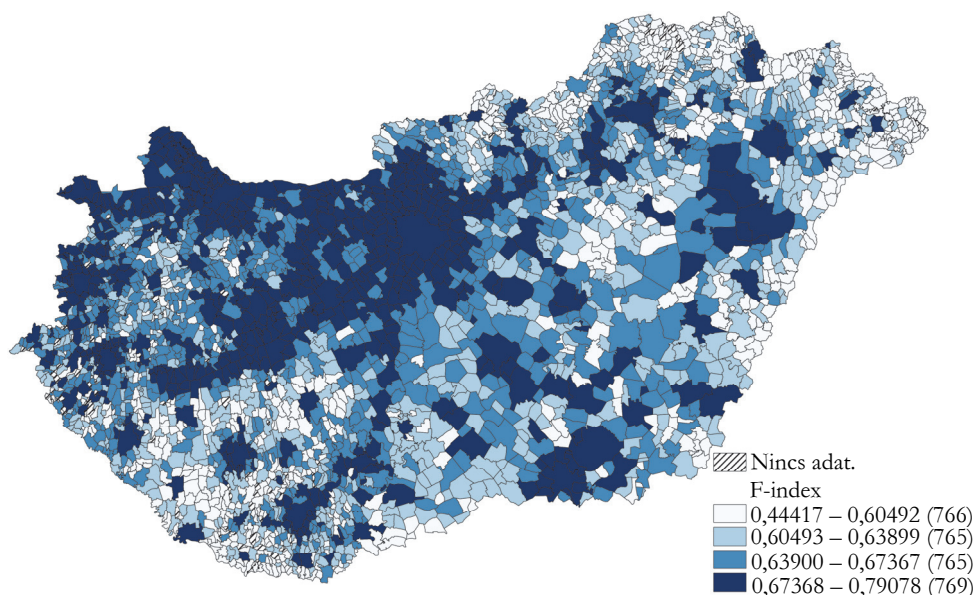 Nincs adat.
F-index
0,44417 – 0,60492 (766)
0,60493 – 0,63899 (765)
0,63900 – 0,67367 (765)
0,67368 – 0,79078 (769)